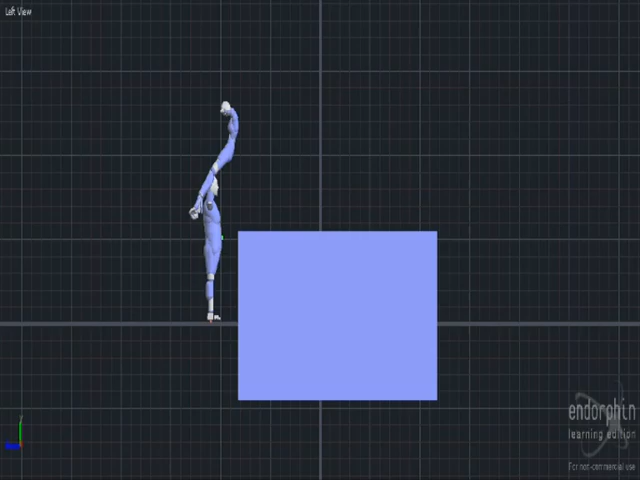 Left View
endorphin
learning edition
For non-commercial use